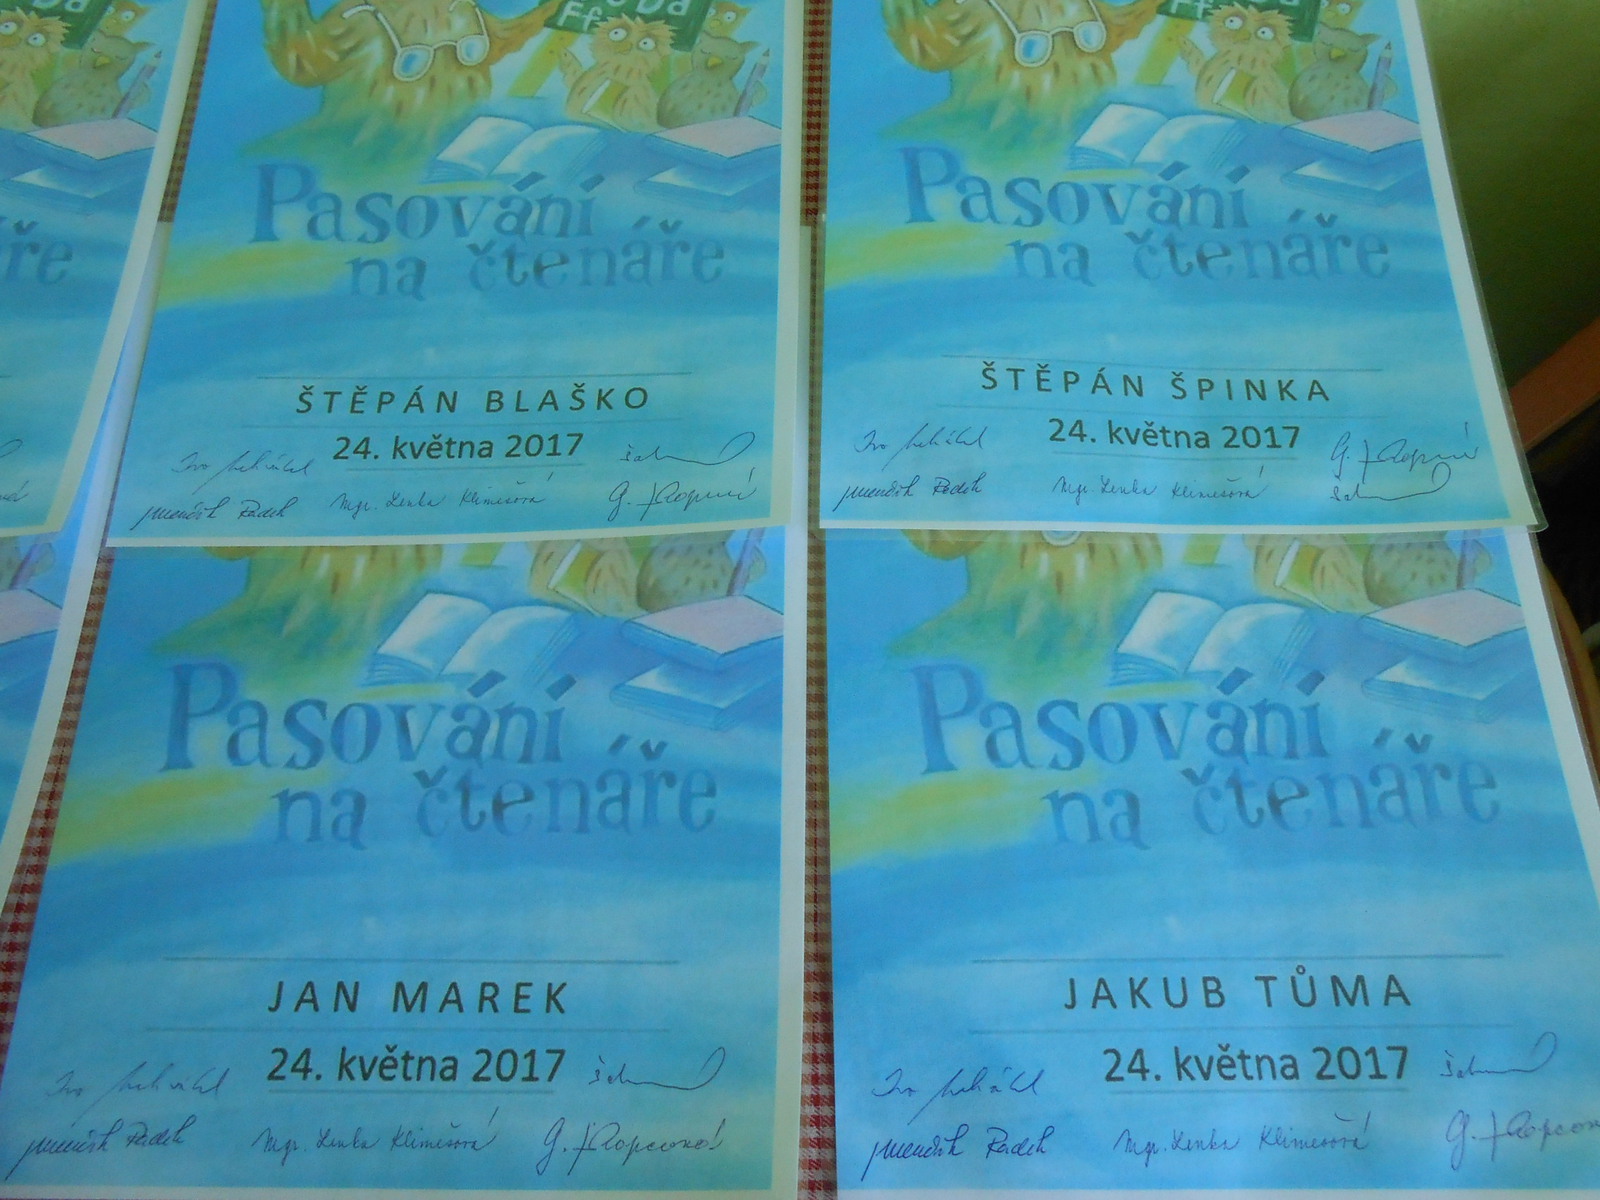 Ff
Ff
Pasování
na čtenáře
ŠTĚPÁN BLAŠKO
24. května 2017
Mgr. Lenka Klimešová
Pasování
na čtenáře
ŠTĚPÁN ŠPINKA
24. května 2017
Mgr. Lenka Klimešová
Pasování
na čtenáře
JAN MAREK
24. května 2017
Mgr. Lenka Klimešová
Pasování
na čtenáře
JAKUB TŮMA
24. května 2017
Mgr. Lenka Klimešová